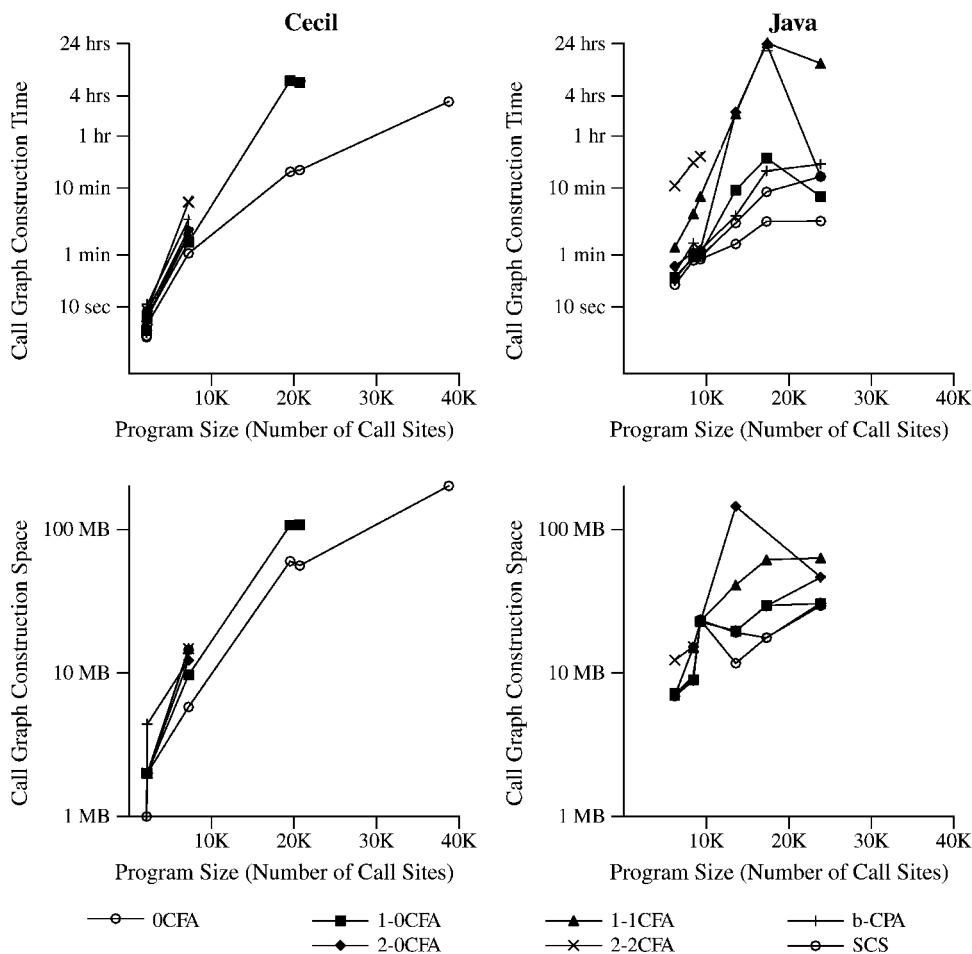 Cecil
Call Graph Construction Time
24 hrs
4 hrs
1 hr
10 min
1 min
10 sec
10K 20K 30K 40K
Program Size (Number of Call Sites)
Java
Call Graph Construction Time
24 hrs
4 hrs
1 hr
10 min
1 min
10 sec
10K 20K 30K 40K
Program Size (Number of Call Sites)
Call Graph Construction Space
100 MB
10 MB
1 MB
10K 20K 30K 40K
Program Size (Number of Call Sites)
Call Graph Construction Space
100 MB
10 MB
1 MB
10K 20K 30K 40K
Program Size (Number of Call Sites)
0CFA 1-0CFA 1-1CFA b-CPA
2-0CFA 2-2CFA SCS